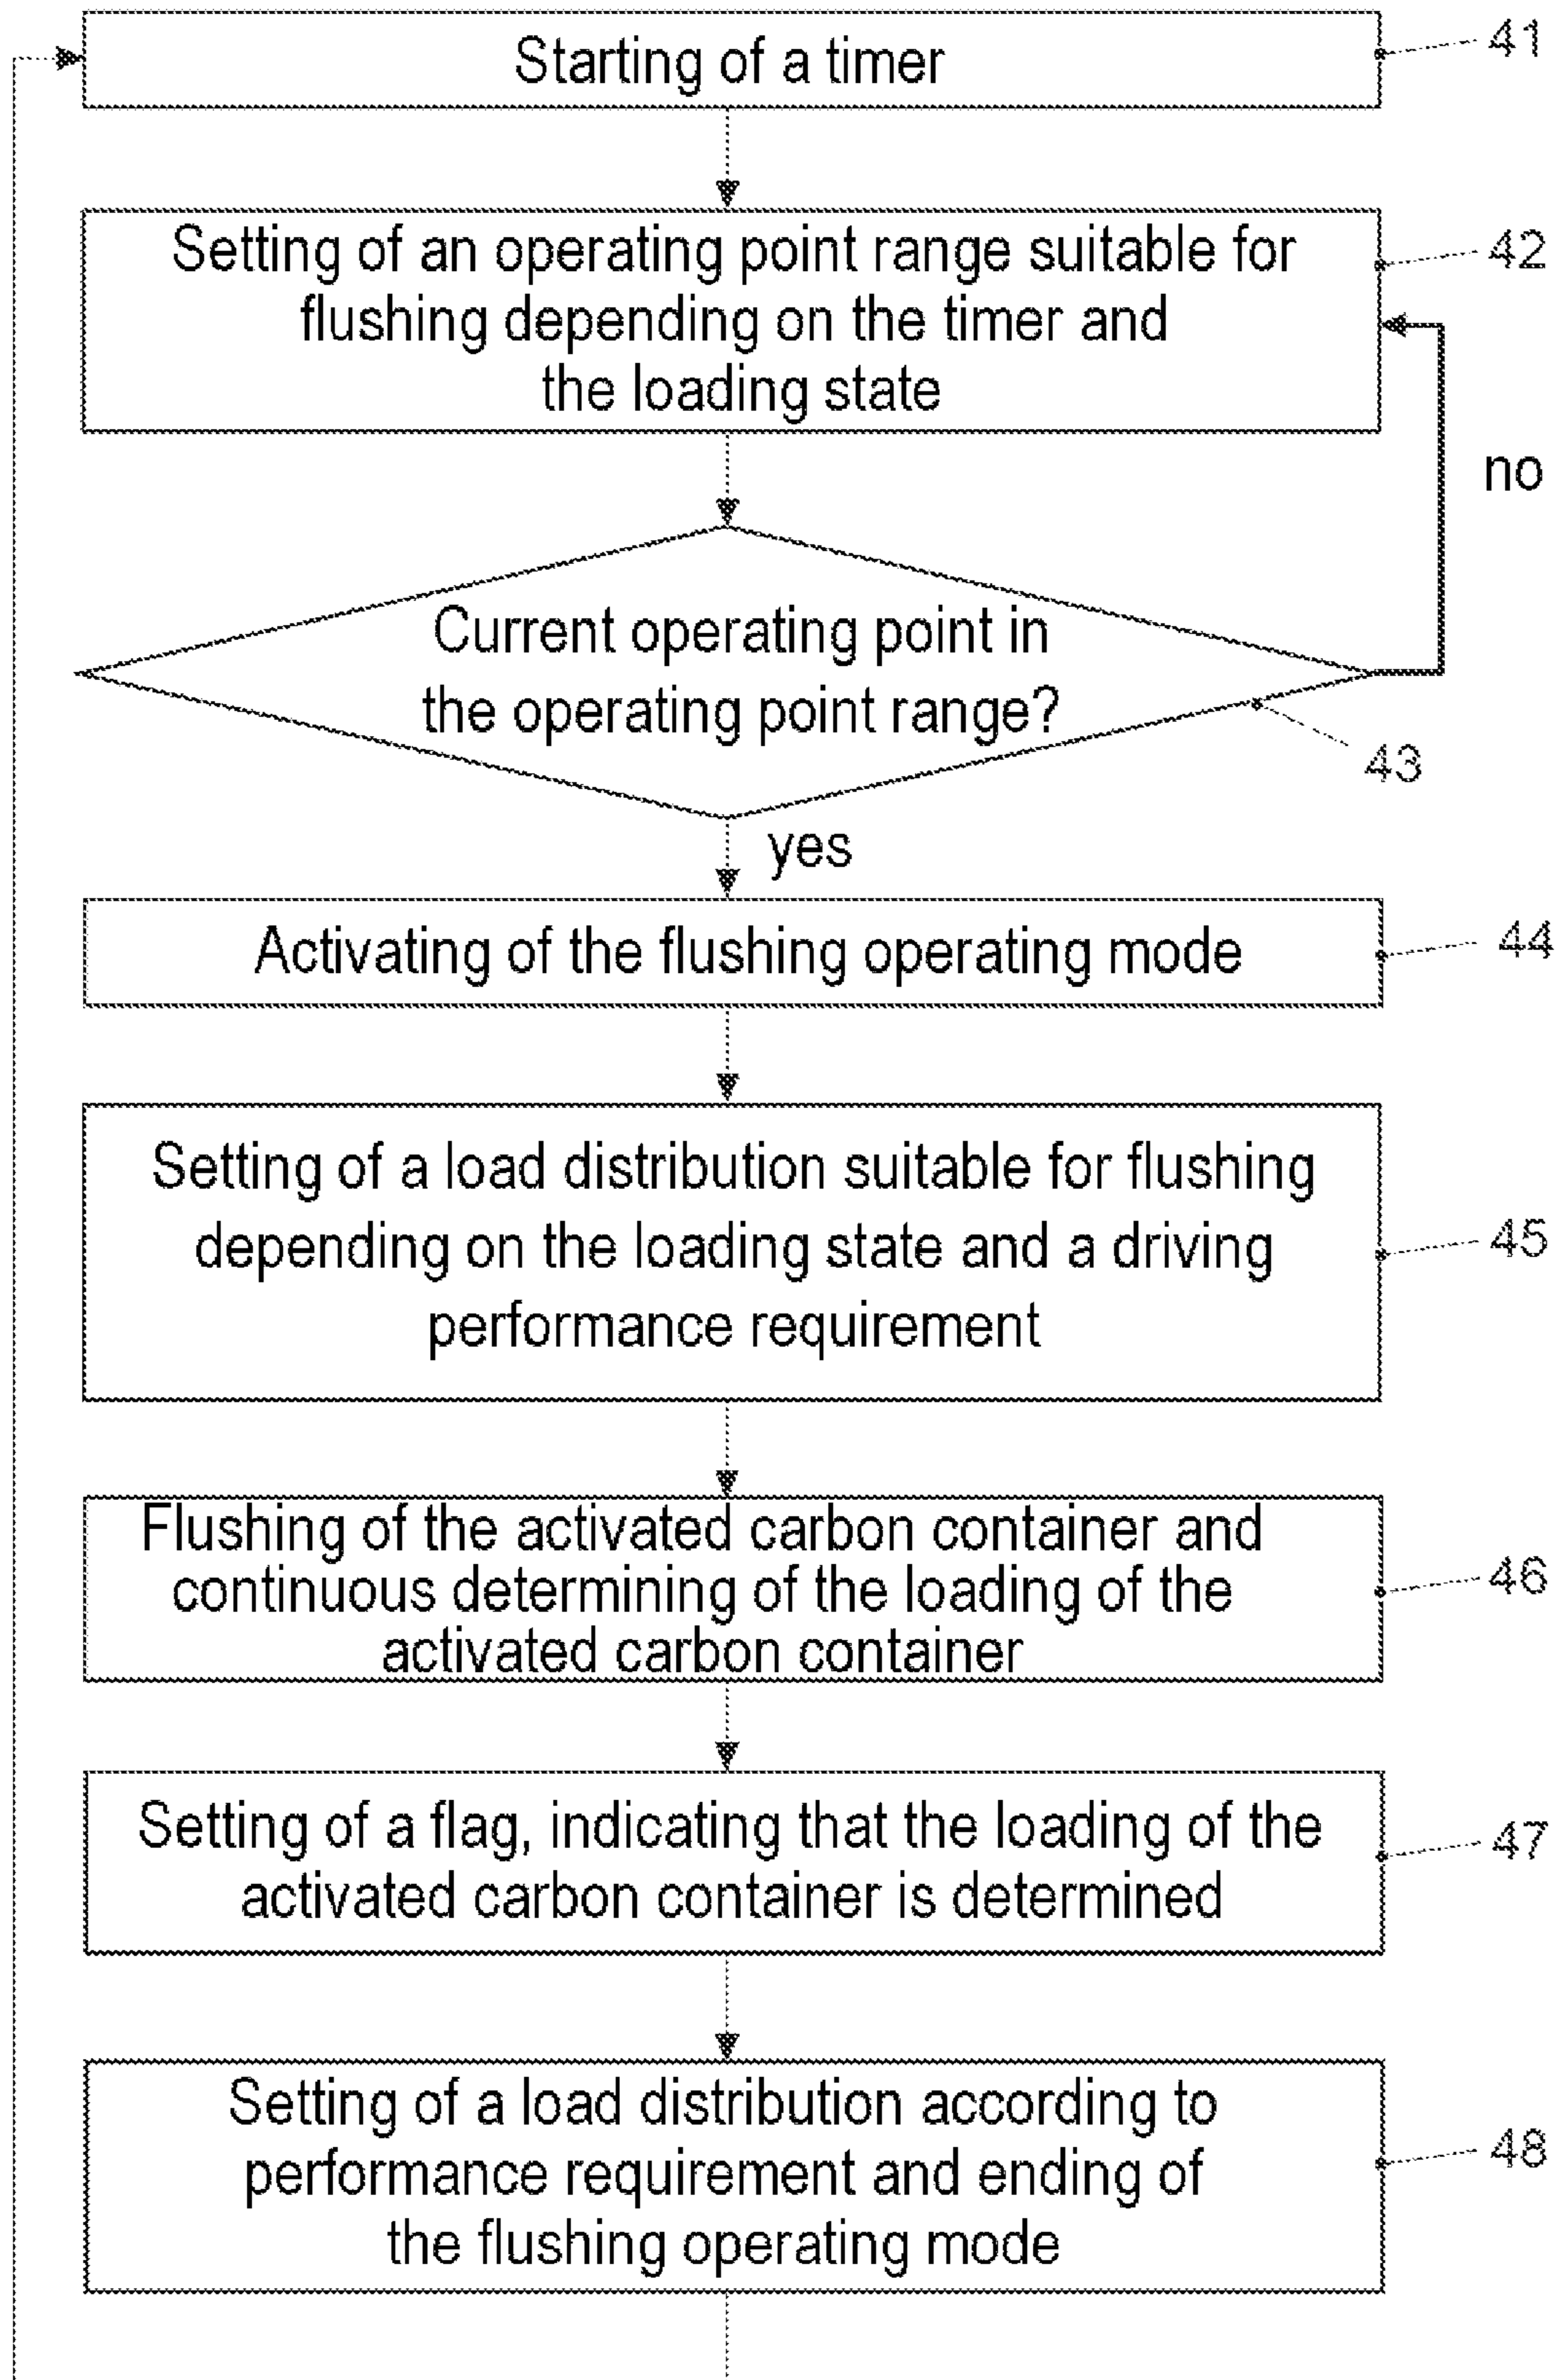 Starting of a timer
41
Setting of an operating point range suitable for
flushing depending on the timer and
the loading state
42
no
Current operating point in
the operating point range?
43
yes
Activating of the flushing operating mode
44
Setting of a load distribution suitable for flushing
depending on the loading state and a driving
performance requirement
45
Flushing of the activated carbon container and
continuous determining of the loading of the
activated carbon container
46
Setting of a flag, indicating that the loading of the
activated carbon container is determined
47
Setting of a load distribution according to
performance requirement and ending of
the flushing operating mode
48